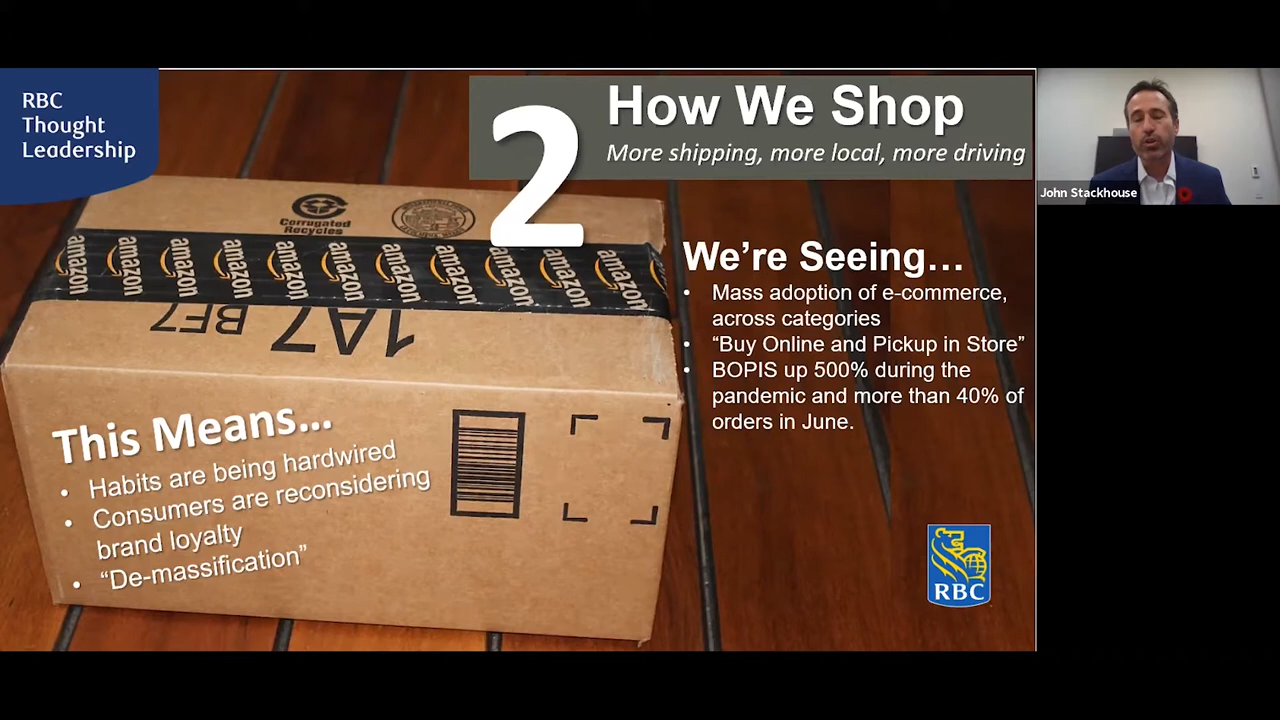 RBC
Thought
Leadership
2
How We Shop
More shipping, more local, more driving
John Stackhouse
Corrugated
Recycles
amazon amazon amazon amazon amazon amazon amazon amazon amazon amazon amazon
1A7 BF7
We’re Seeing…
• Mass adoption of e-commerce,
across categories
• “Buy Online and Pickup in Store”
• BOPIS up 500% during the
pandemic and more than 40% of
orders in June.
This Means...
• Habits are being hardwired
• Consumers are reconsidering
brand loyalty
• “De-massification”
RBC